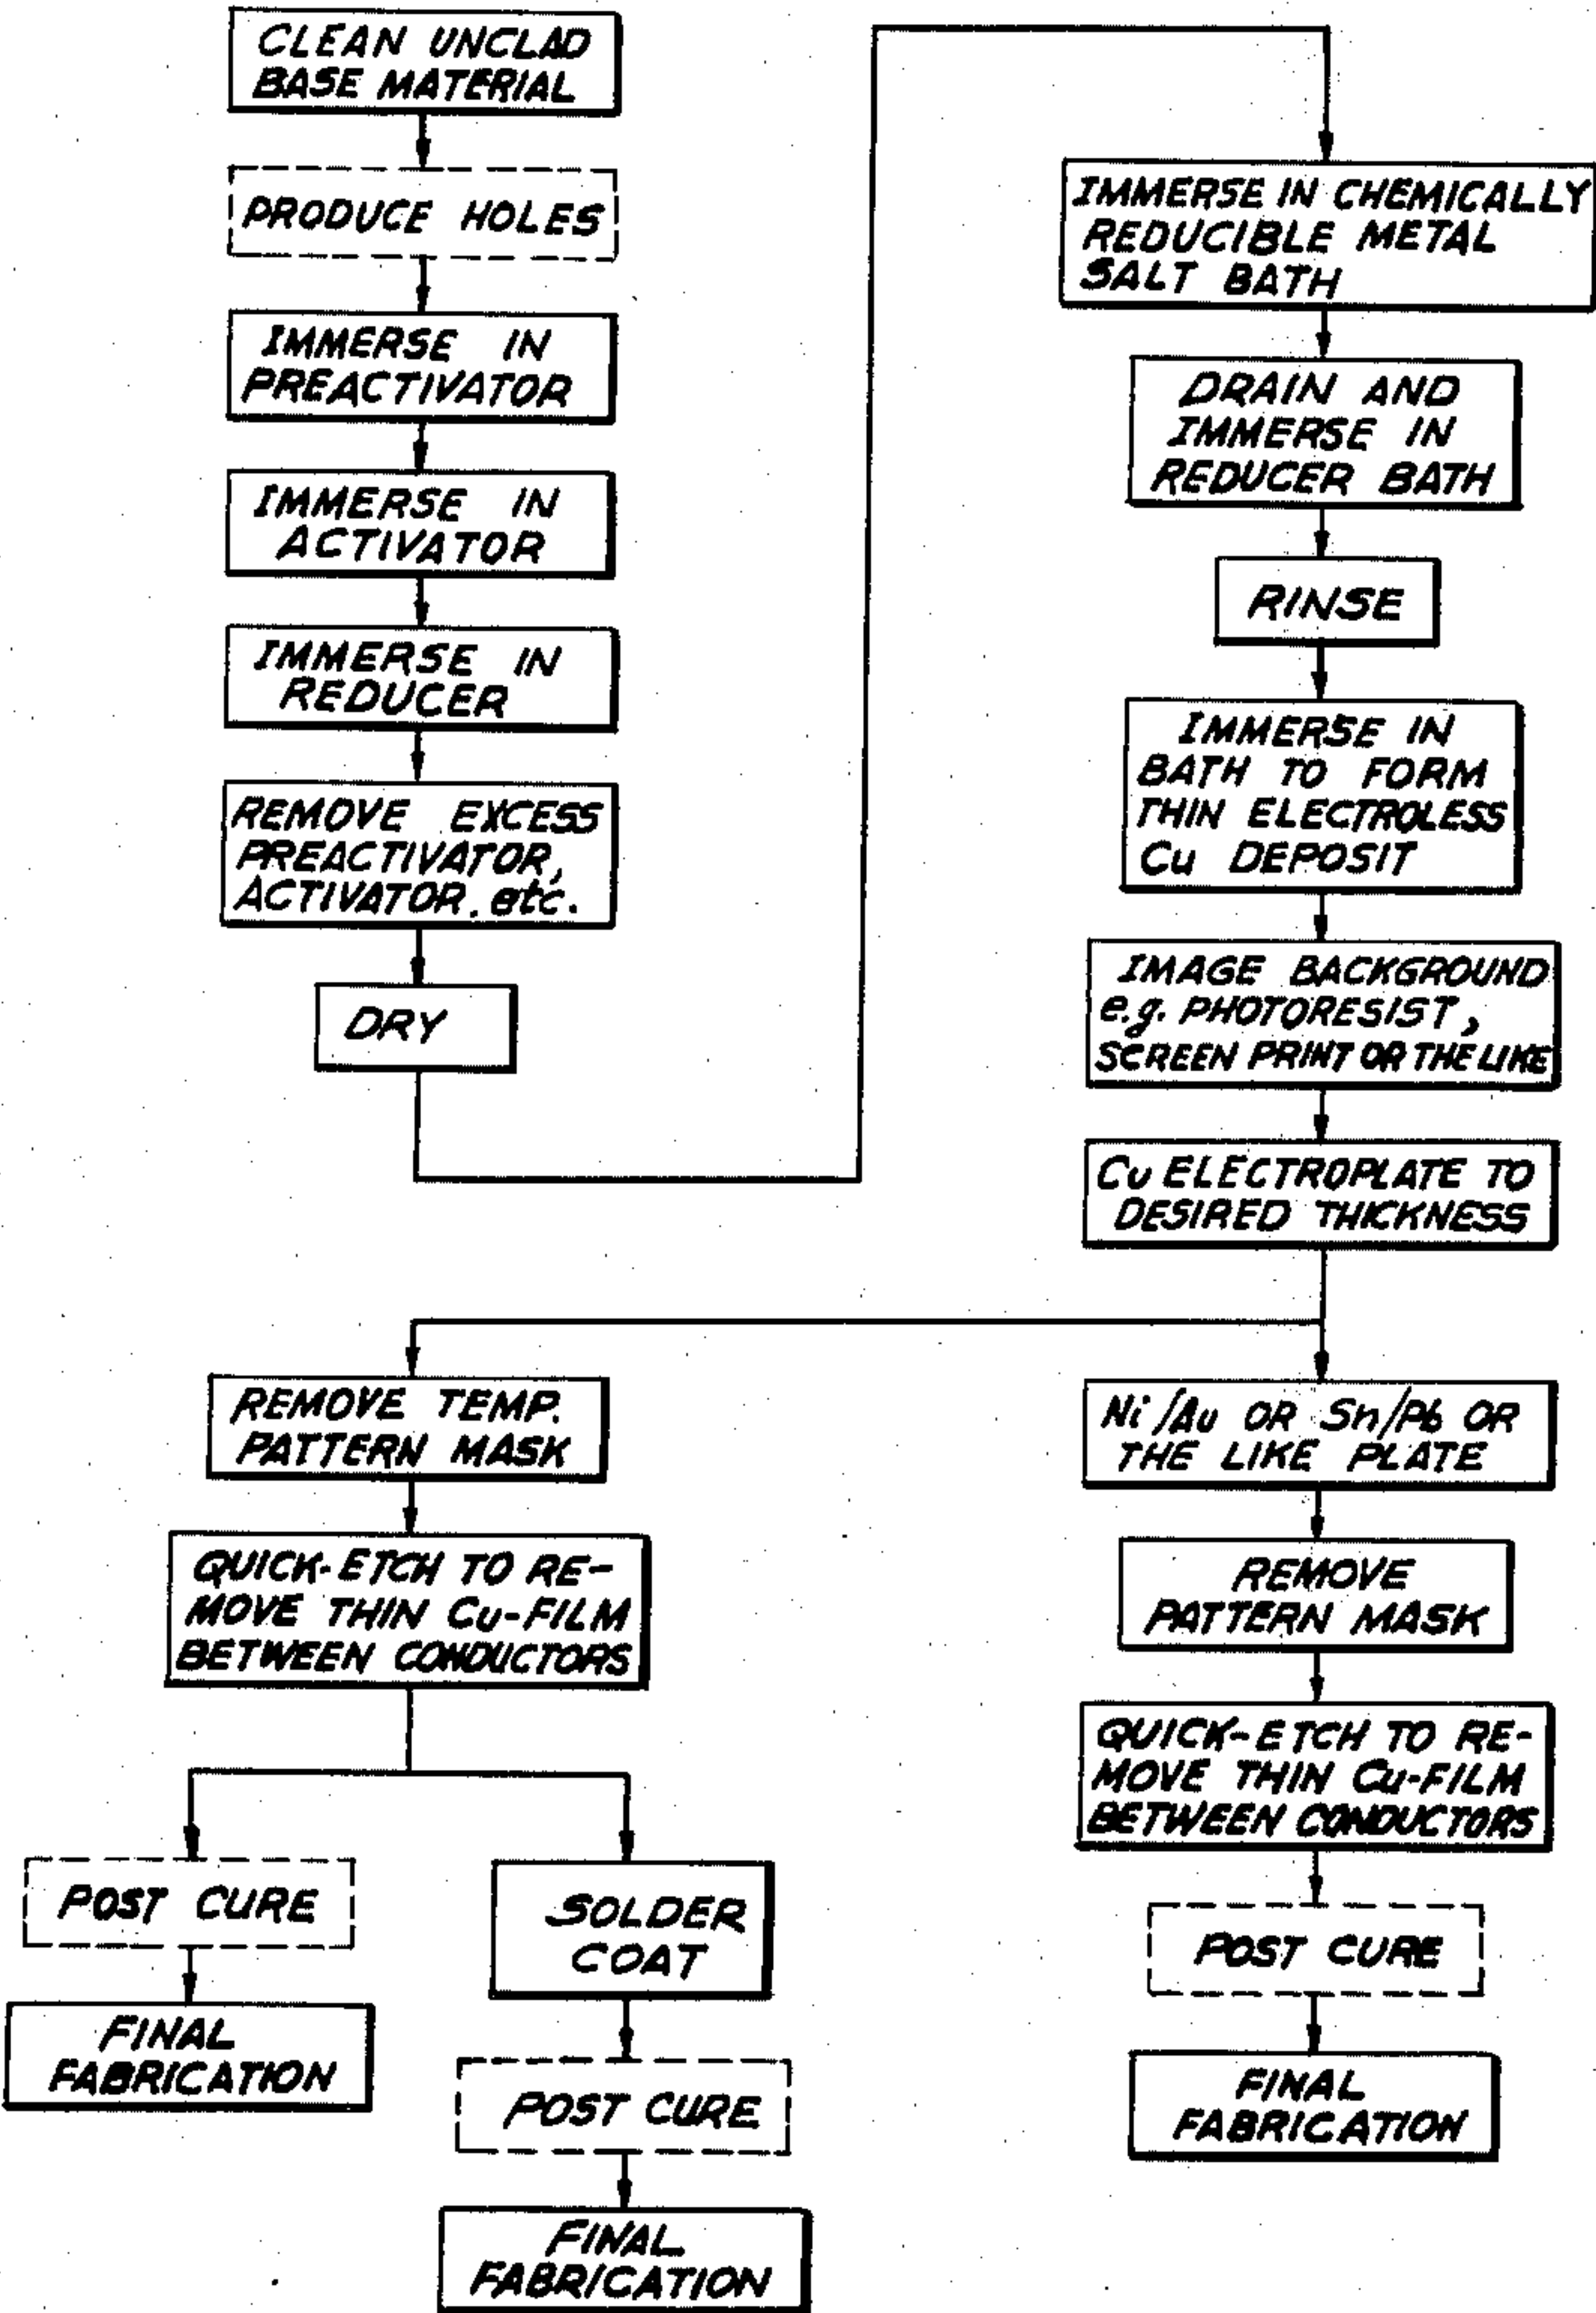 CLEAN UNCLAD
BASE MATERIAL
PRODUCE HOLES
IMMERSE IN
PREACTIVATOR
IMMERSE IN
ACTIVATOR
IMMERSE IN
REDUCER
REMOVE EXCESS
PREACTIVATOR,
ACTIVATOR. etc.
DRY
IMMERSE IN CHEMICALLY
REDUCIBLE METAL
SALT BATH
DRAIN AND
IMMERSE IN
REDUCER BATH
RINSE
IMMERSE IN
BATH TO FORM
THIN ELECTROLESS
Cu DEPOSIT
IMAGE BACKGROUND
e.g. PHOTORESIST,
SCREEN PRINT OR THE LIKE
Cu ELECTROPLATE TO
DESIRED THICKNESS
REMOVE TEMP.
PATTERN MASK
QUICK-ETCH TO RE-
MOVE THIN Cu-FILM
BETWEEN CONDUCTORS
POST CURE
FINAL
FABRICATION
SOLDER
COAT
POST CURE
FINAL
FABRICATION
Ni/Au OR Sn/Pb OR
THE LIKE PLATE
REMOVE
PATTERN MASK
QUICK-ETCH TO RE-
MOVE THIN Cu-FILM
BETWEEN CONDUCTORS
POST CURE
FINAL
FABRICATION